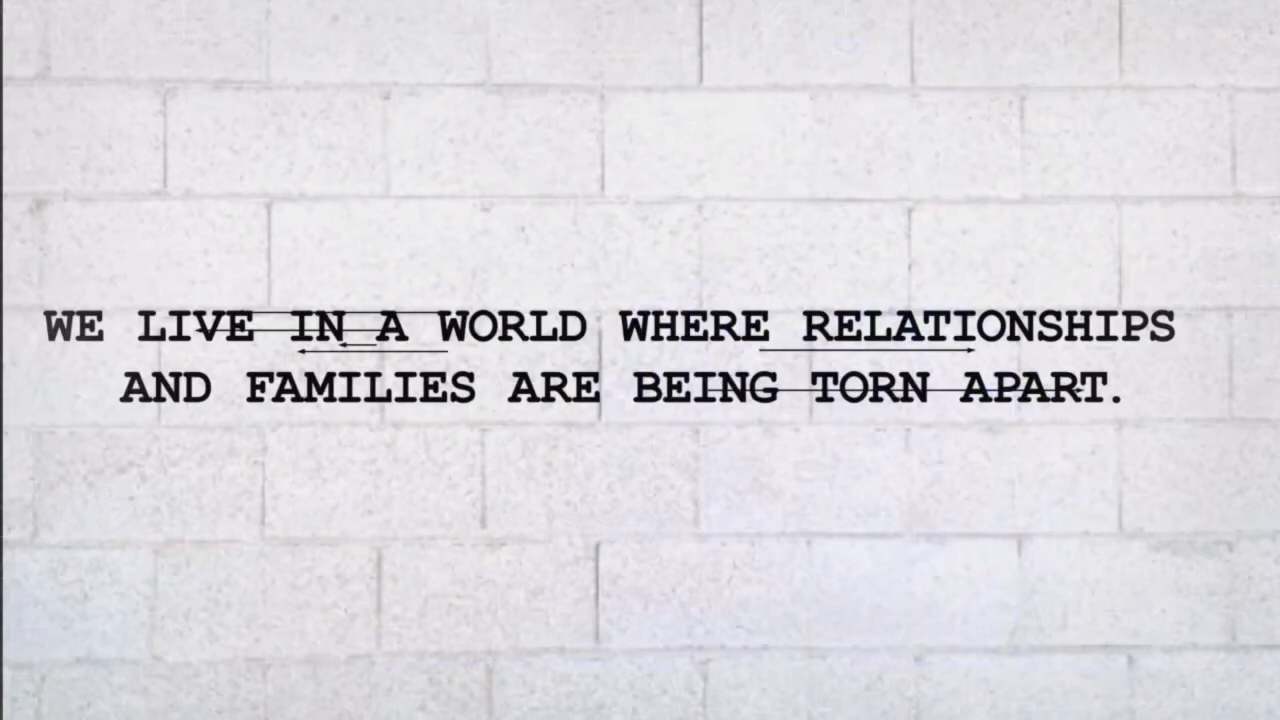 WE LIVE IN A WORLD WHERE RELATIONSHIPS
AND FAMILIES ARE BEING TORN APART.